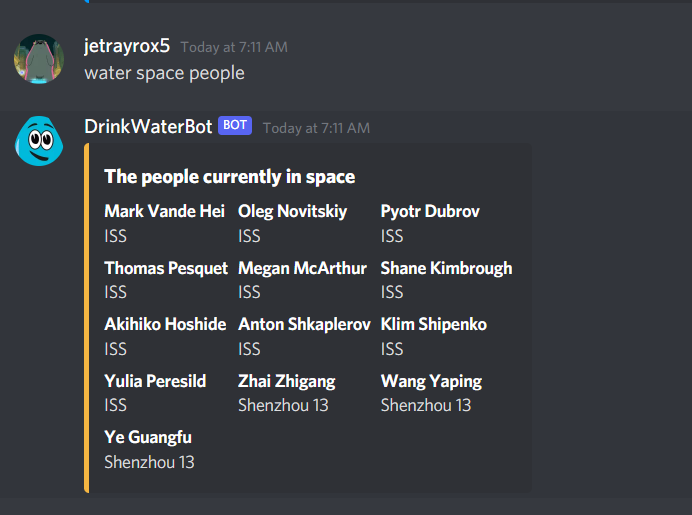 jetrayrox5 Today at 7:11 AM
water space people
DrinkWaterBot BOT Today at 7:11 AM
The people currently in space
Mark Vande Hei Oleg Novitskiy Pyotr Dubrov
ISS ISS ISS
Thomas Pesquet Megan McArthur Shane Kimbrough
ISS ISS ISS
Akihiko Hoshide Anton Shkaplerov Klim Shipenko
ISS ISS ISS
Yulia Peresild Zhai Zhigang Wang Yaping
ISS Shenzhou 13 Shenzhou 13
Ye Guangfu
Shenzhou 13